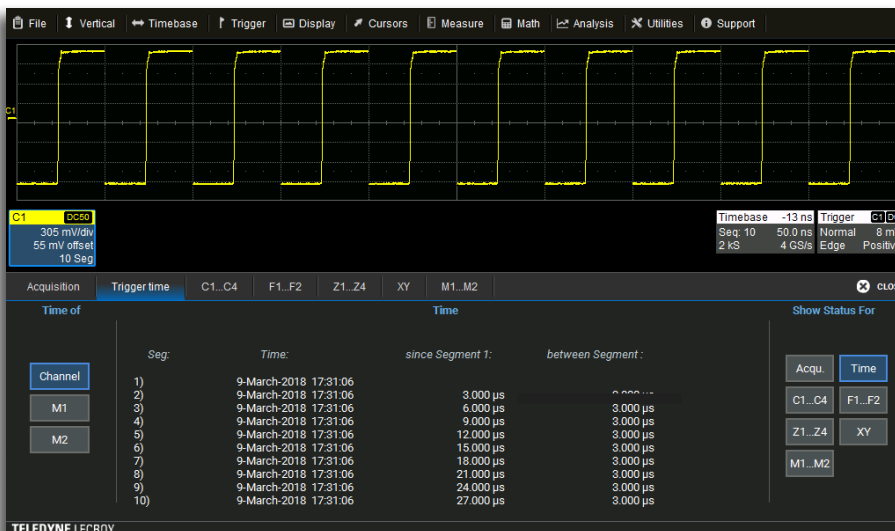 File Vertical Timebase Trigger Display Cursors Measure Math Analysis Utilities Support
C1
C1 DC50
305 mV/div
55 mV offset
10 Seg
Timebase -13 ns
Seq: 10 50.0 ns
2 kS 4 GS/s
Trigger C1
Normal 8
Edge
Acquisition Trigger time C1...C4 F1...F2 Z1...Z4 XY M1...M2
Time of Time Show Status For
Channel
M1
M2
Seg: Time: since Segment 1: between Segment :
1) 9-March-2018 17:31:06
2) 9-March-2018 17:31:06 3.000 µs
3) 9-March-2018 17:31:06 6.000 µs 3.000 µs
4) 9-March-2018 17:31:06 9.000 µs 3.000 µs
5) 9-March-2018 17:31:06 12.000 µs 3.000 µs
6) 9-March-2018 17:31:06 15.000 µs 3.000 µs
7) 9-March-2018 17:31:06 18.000 µs 3.000 µs
8) 9-March-2018 17:31:06 21.000 µs 3.000 µs
9) 9-March-2018 17:31:06 24.000 µs 3.000 µs
10) 9-March-2018 17:31:06 27.000 µs 3.000 µs
Acqu. Time
C1...C4 F1...F2
Z1...Z4 XY
M1...M2
TELEDYNE LECROY